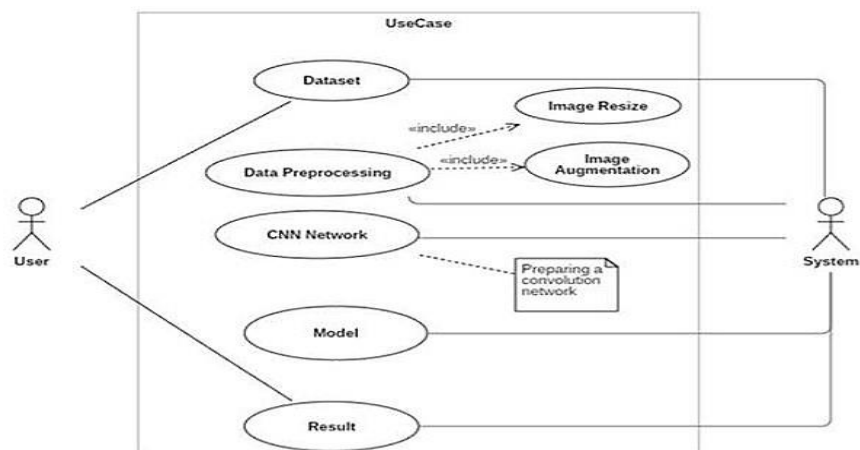 UseCase
Dataset
Image Resize
«include»
Data Preprocessing
«include»
Image
Augmentation
User
CNN Network
System
Preparing a
convolution
network
Model
Result